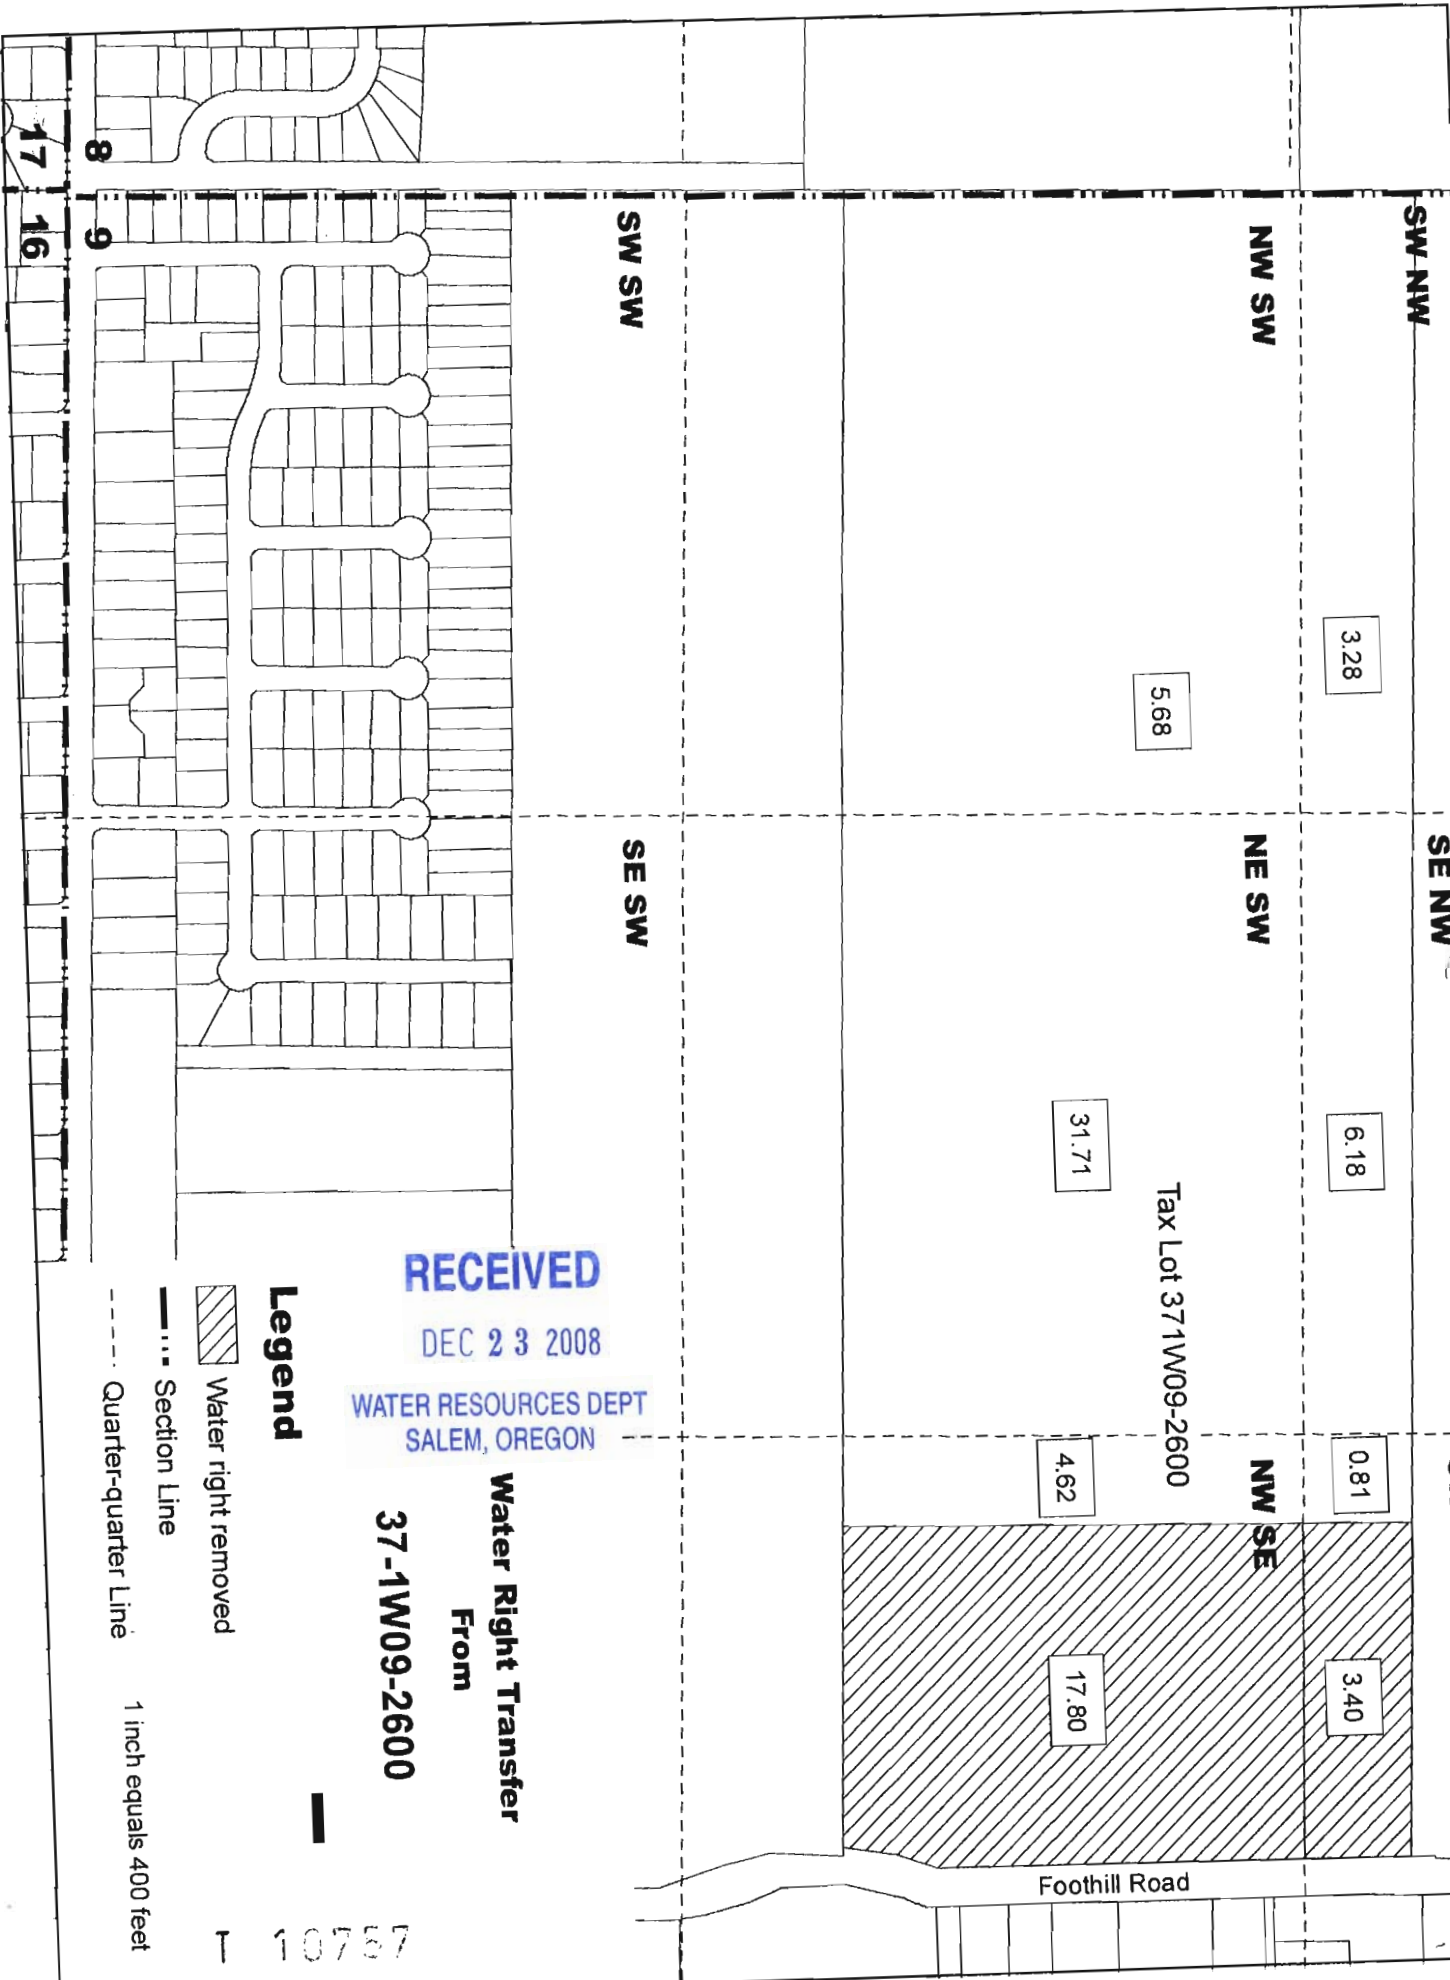 SW NW
SE NW
3.28
6.18
0.81
3.40
NW SW
NE SW
NW SE
5.68
31.71
4.62
17.80
Tax Lot 371W09-2600
Foothill Road
SW SW
SE SW
8
9
17
16
RECEIVED
DEC 23 2008
WATER RESOURCES DEPT
SALEM, OREGON
Water Right Transfer
From
37-1W09-2600
Legend
Water right removed
Section Line
Quarter-quarter Line
1 inch equals 400 feet